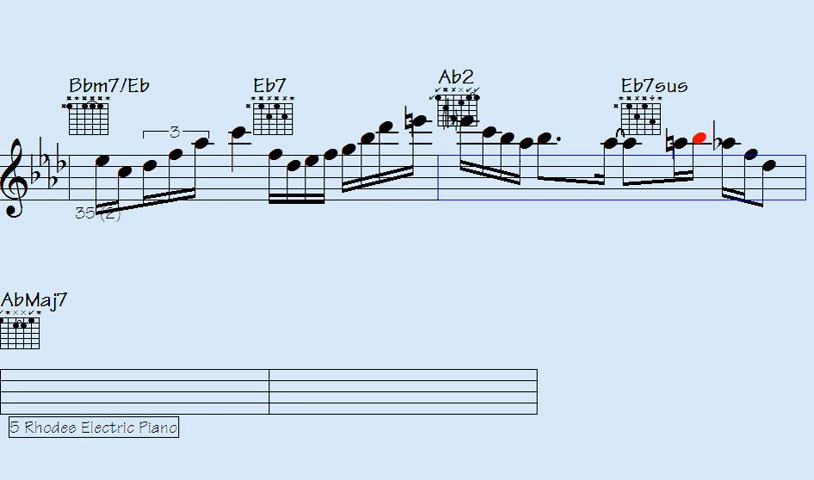 Bbm7/Eb Eb7 Ab2 Eb7sus
3
35 (2)
AbMaj7
5 Rhodes Electric Piano